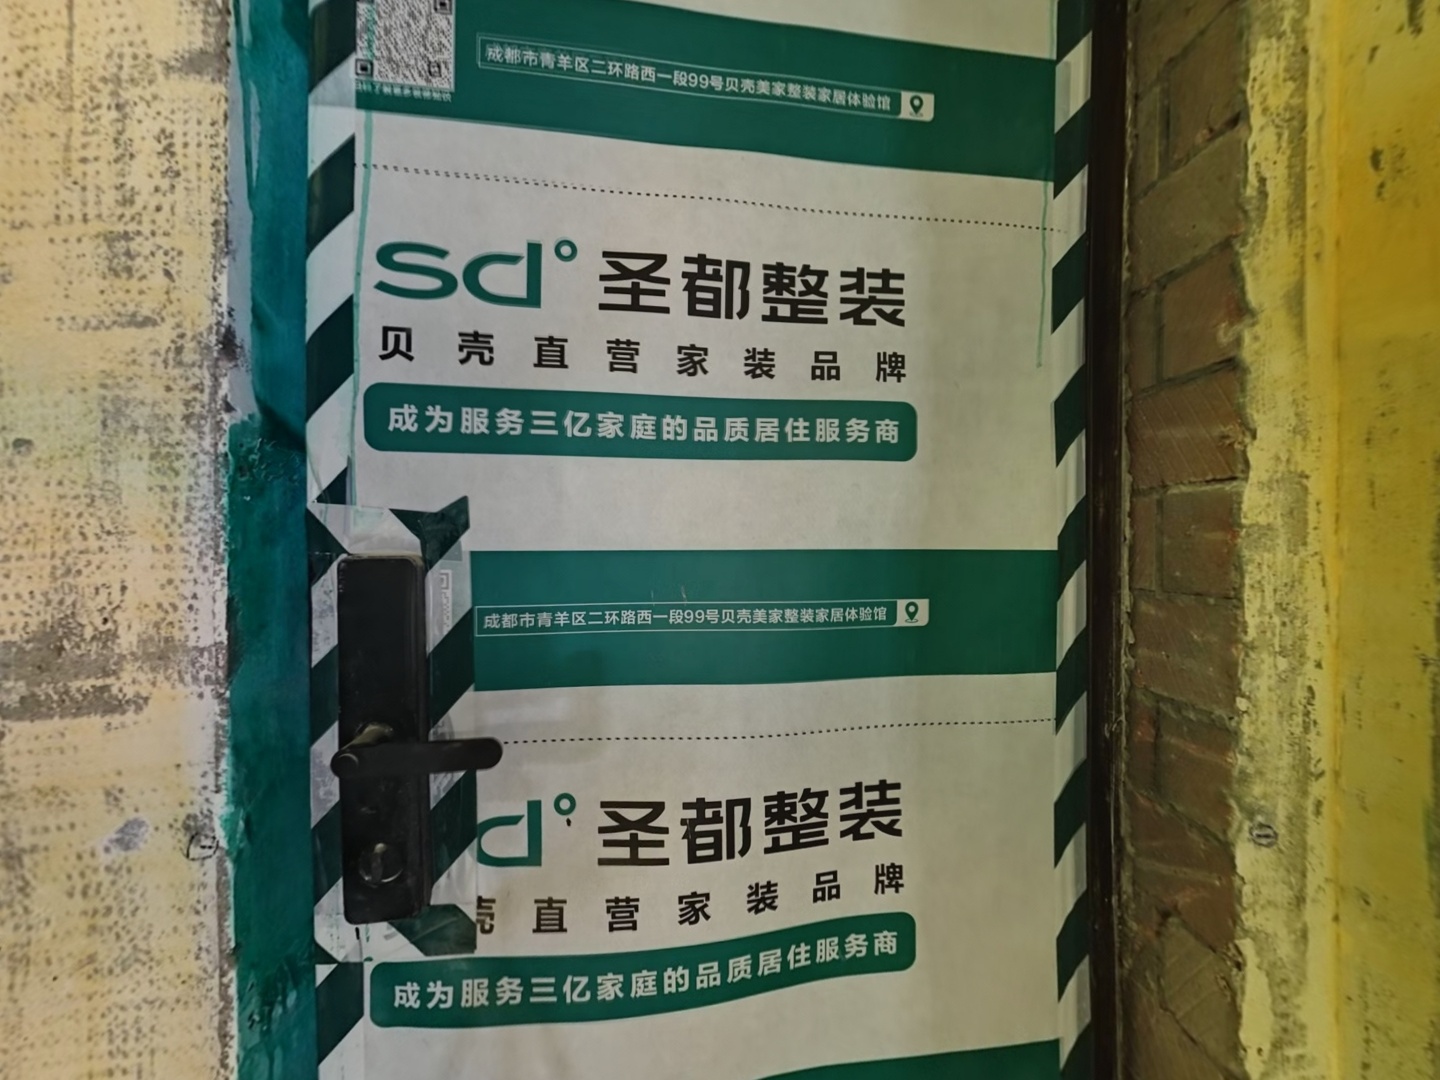 成都市青羊区二环路西一段99号贝壳美家整装家居体验馆
sd° 圣都整装
贝壳直营家装品牌
成为服务三亿家庭的品质居住服务商
成都市青羊区二环路西一段99号贝壳美家整装家居体验馆
d° 圣都整装
壳直营家装品牌
成为服务三亿家庭的品质居住服务商